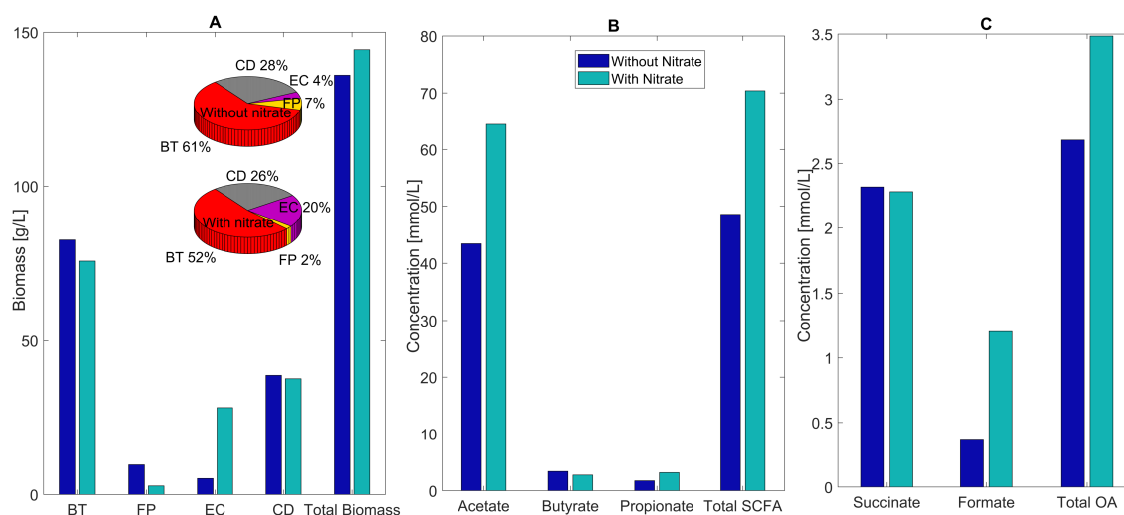 A
Biomass [g/L]
150
100
50
0
BT
FP
EC
CD
Total Biomass
CD 28%
EC 4%
FP 7%
Without nitrate
BT 61%
CD 26%
EC 20%
With nitrate
BT 52%
FP 2%
B
Concentration [mmol/L]
80
70
60
50
40
30
20
10
0
Without Nitrate
With Nitrate
Acetate
Butyrate
Propionate
Total SCFA
C
Concentration [mmol/L]
3.5
3
2.5
2
1.5
1
0.5
0
Succinate
Formate
Total OA